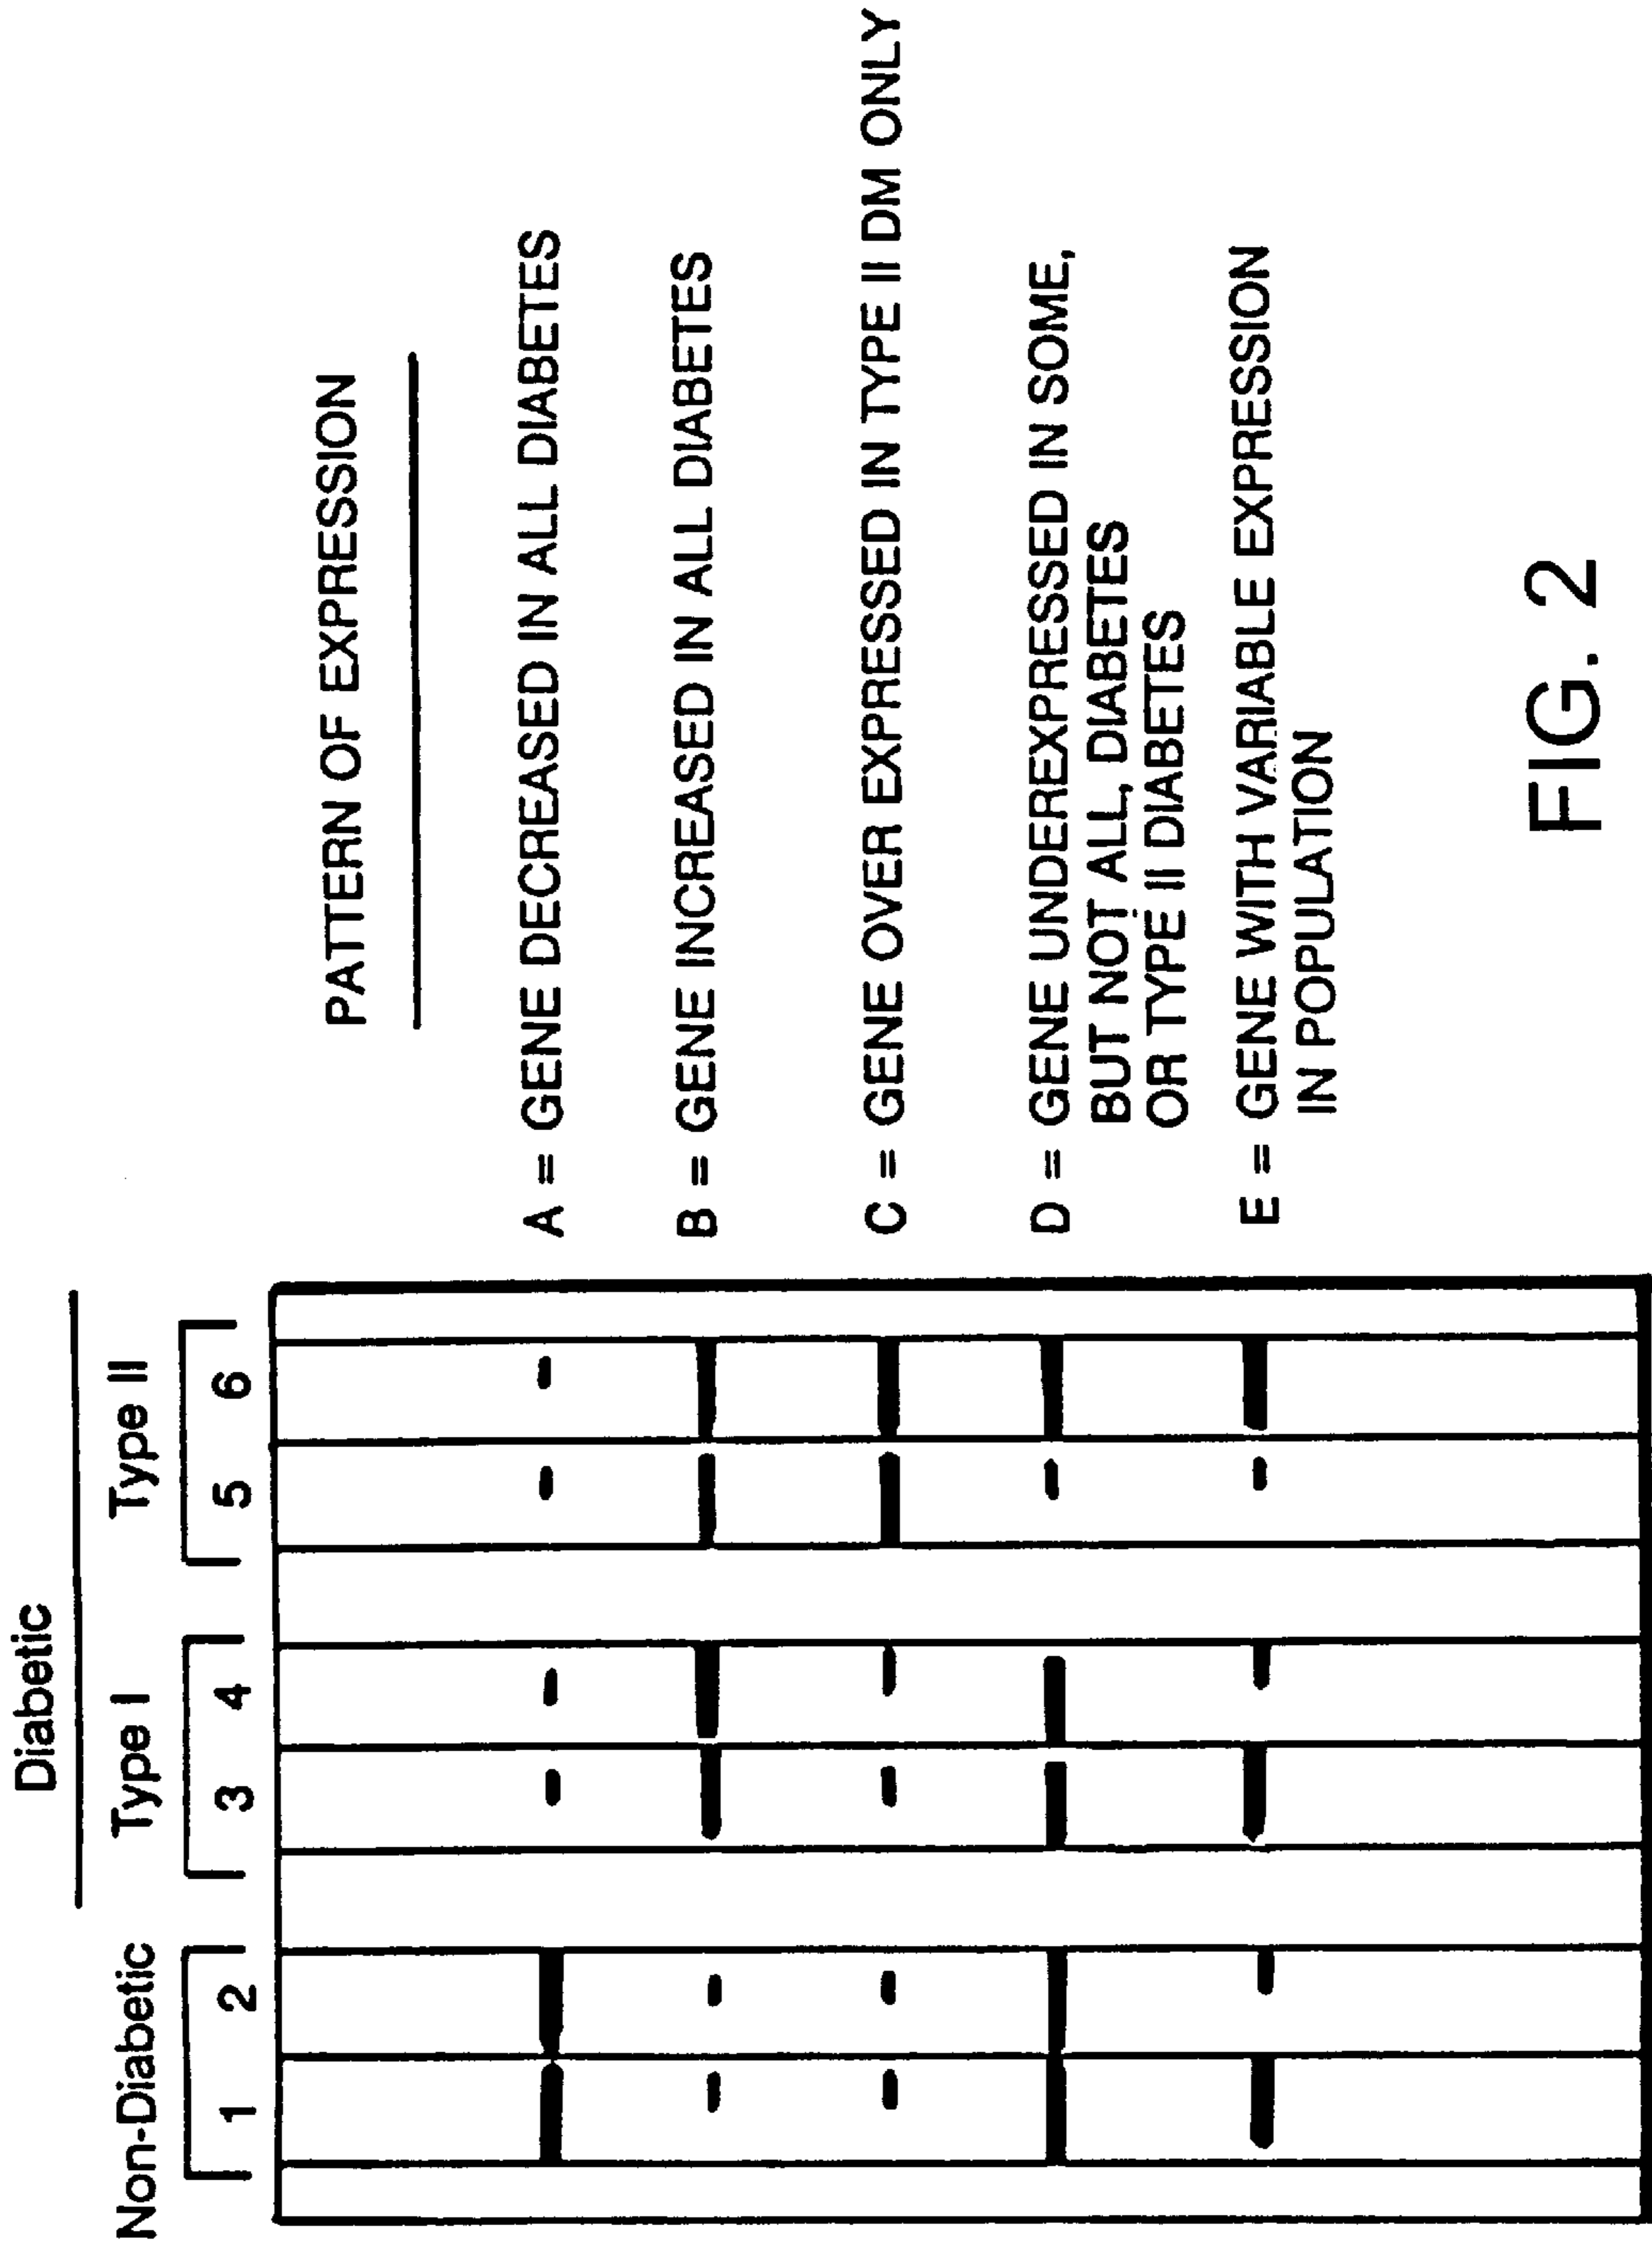 Diabetic
Non-Diabetic Type I Type II
1 2 3 4 5 6
PATTERN OF EXPRESSION
A = GENE DECREASED IN ALL DIABETES
B = GENE INCREASED IN ALL DIABETES
C = GENE OVER EXPRESSED IN TYPE II DM ONLY
D = GENE UNDEREXPRESSED IN SOME,
BUT NOT ALL, DIABETES
OR TYPE II DIABETES
E = GENE WITH VARIABLE EXPRESSION
IN POPULATION
FIG. 2